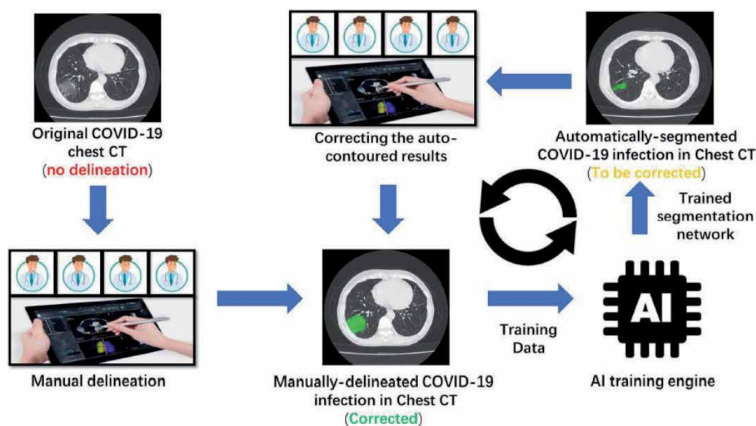 Original COVID-19
chest CT
(no delineation)
Correcting the auto-
contoured results
Automatically-segmented
COVID-19 infection in Chest CT
(To be corrected)
Trained
segmentation
network
AI
Manual delineation
Training
Data
Manually-delineated COVID-19
infection in Chest CT
(Corrected)
AI training engine